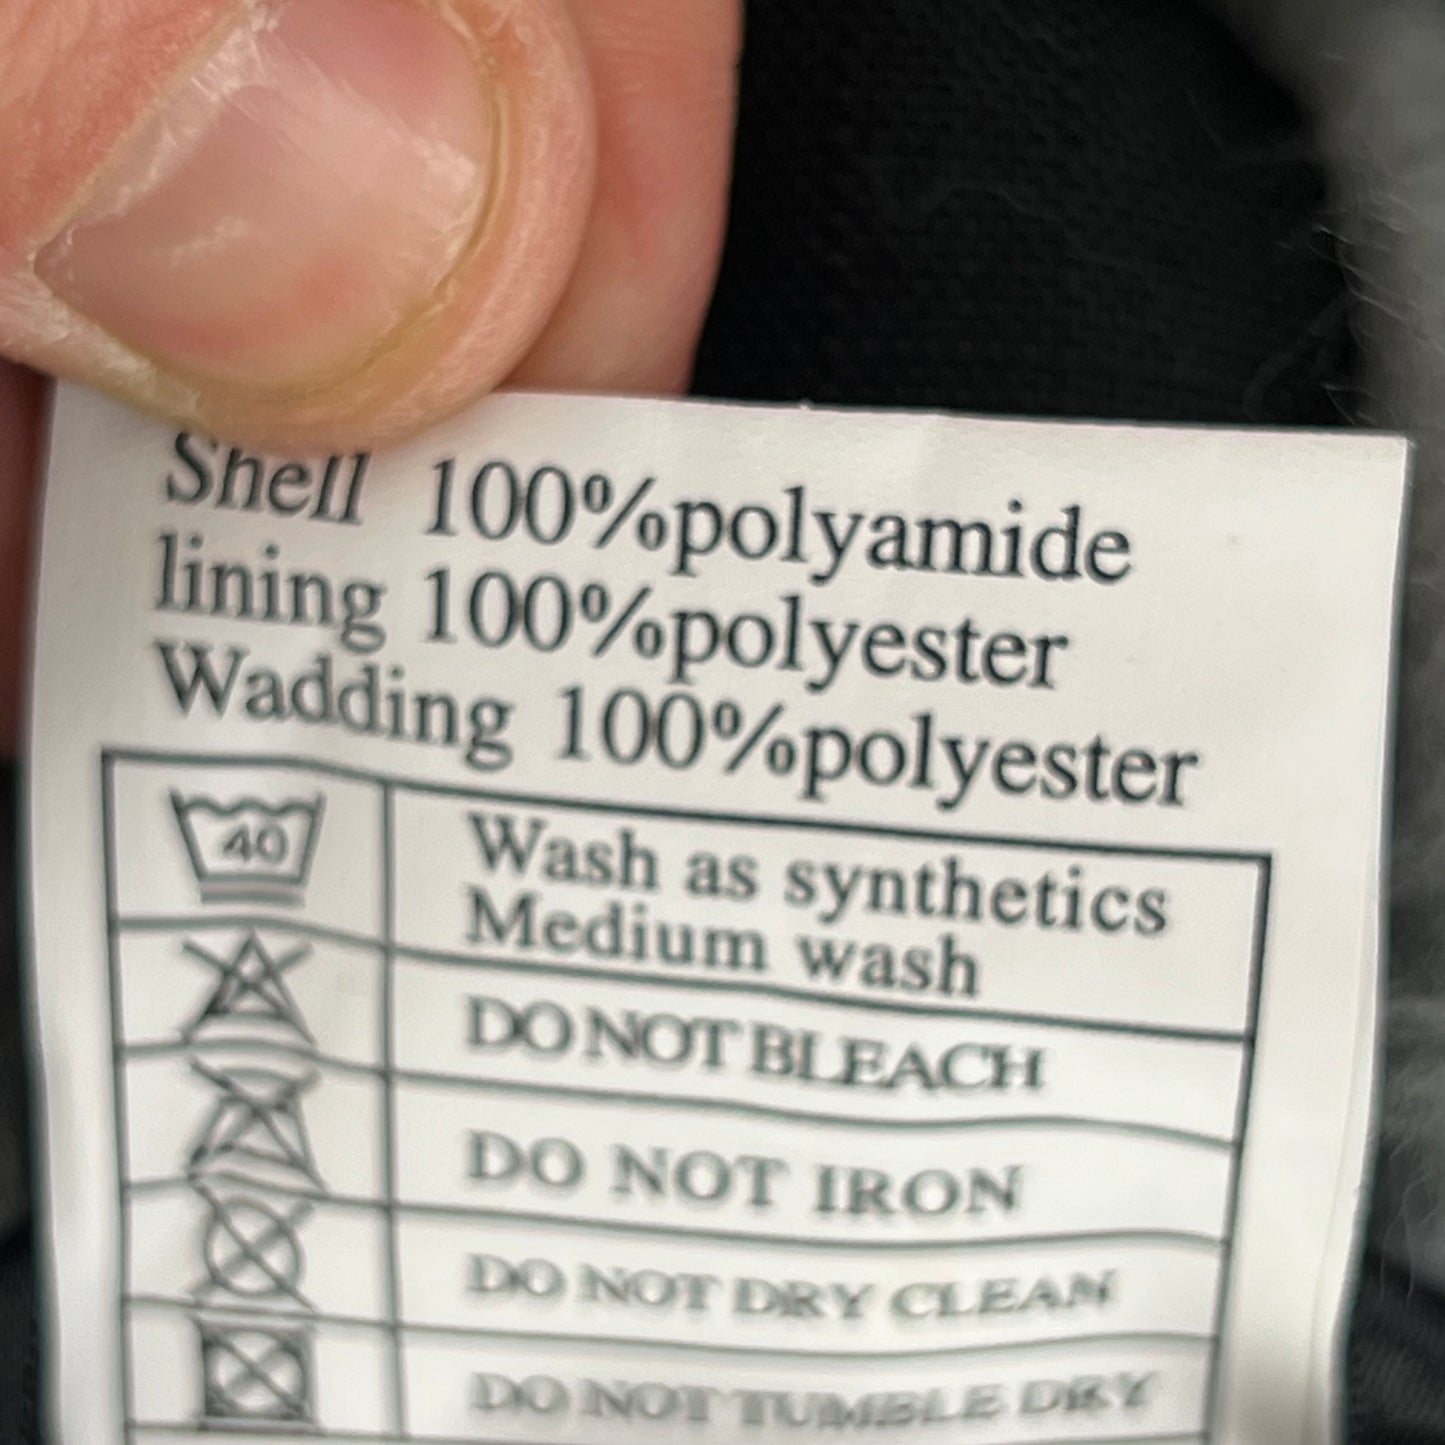 Shell 100%polyamide
lining 100%polyester
Wadding 100%polyester
40
Wash as synthetics
Medium wash
DO NOT BLEACH
DO NOT IRON
DO NOT DRY CLEAN
DO NOT TUMBLE DRY